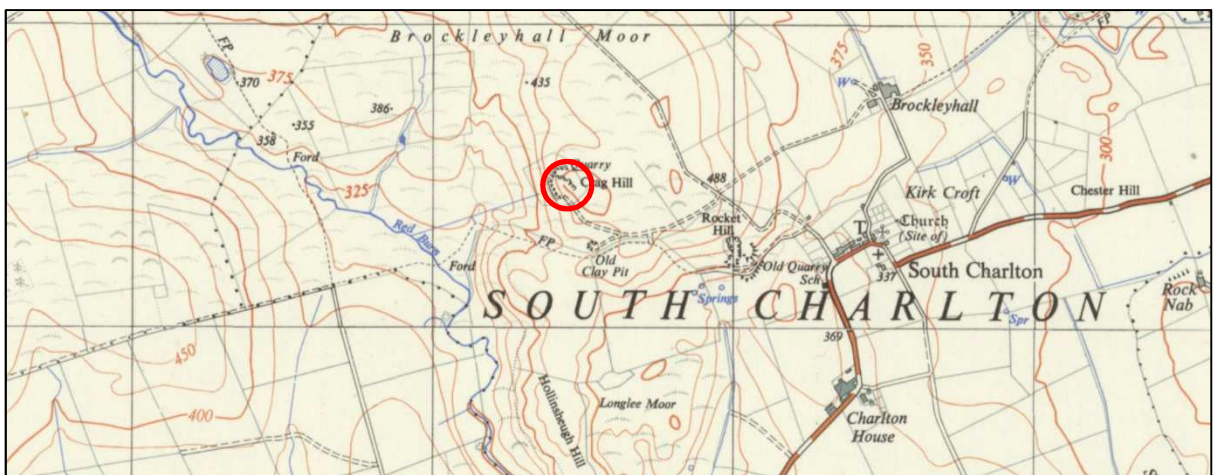 Brockleyhall Moor
FP
FP
W
375
370
375
350
435
W
386
Brockleyhall
355
358
Ford
300
Quarry
325
Crag Hill
488
W
Kirk Croft
Chester Hill
Rocket
Hill
T
Church
(Site of)
Red Burn
FP
Ford
Old
Clay Pit
Old Quarry
Sch
337
South Charlton
Rock
Nab
Springs
SOUTH CHARLTON
Spr
369
450
400
Hollinsheugh Hill
Longlee Moor
Charlton
House
Ford